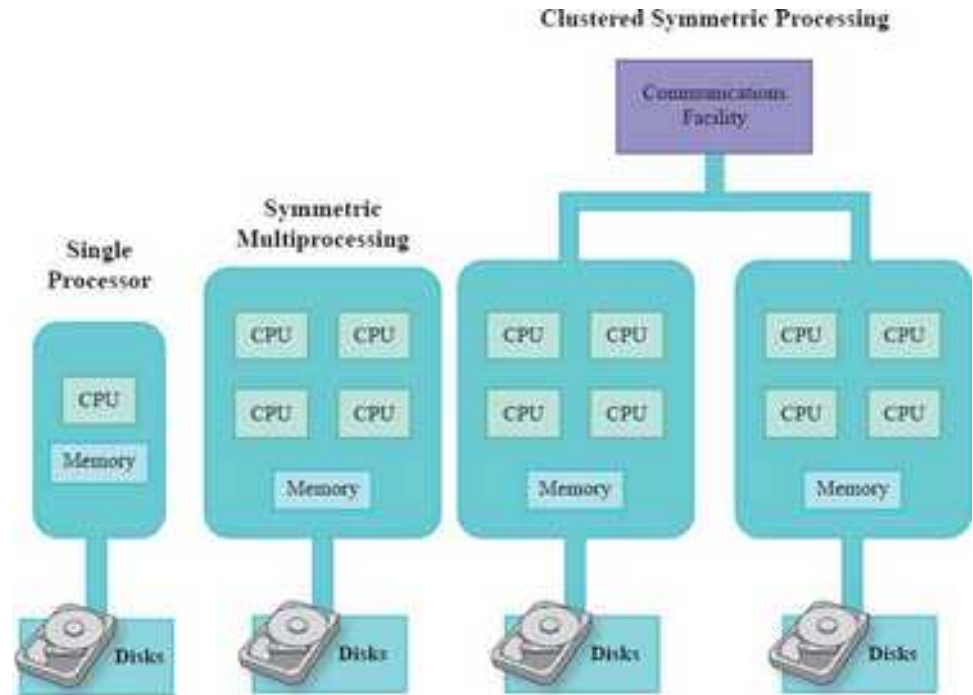 Clustered Symmetric Processing
Communications
Facility
Symmetric
Multiprocessing
Single
Processor
CPU
Memory
Disks
CPU CPU
CPU CPU
Memory
Disks
CPU CPU
CPU CPU
Memory
Disks
CPU CPU
CPU CPU
Memory
Disks